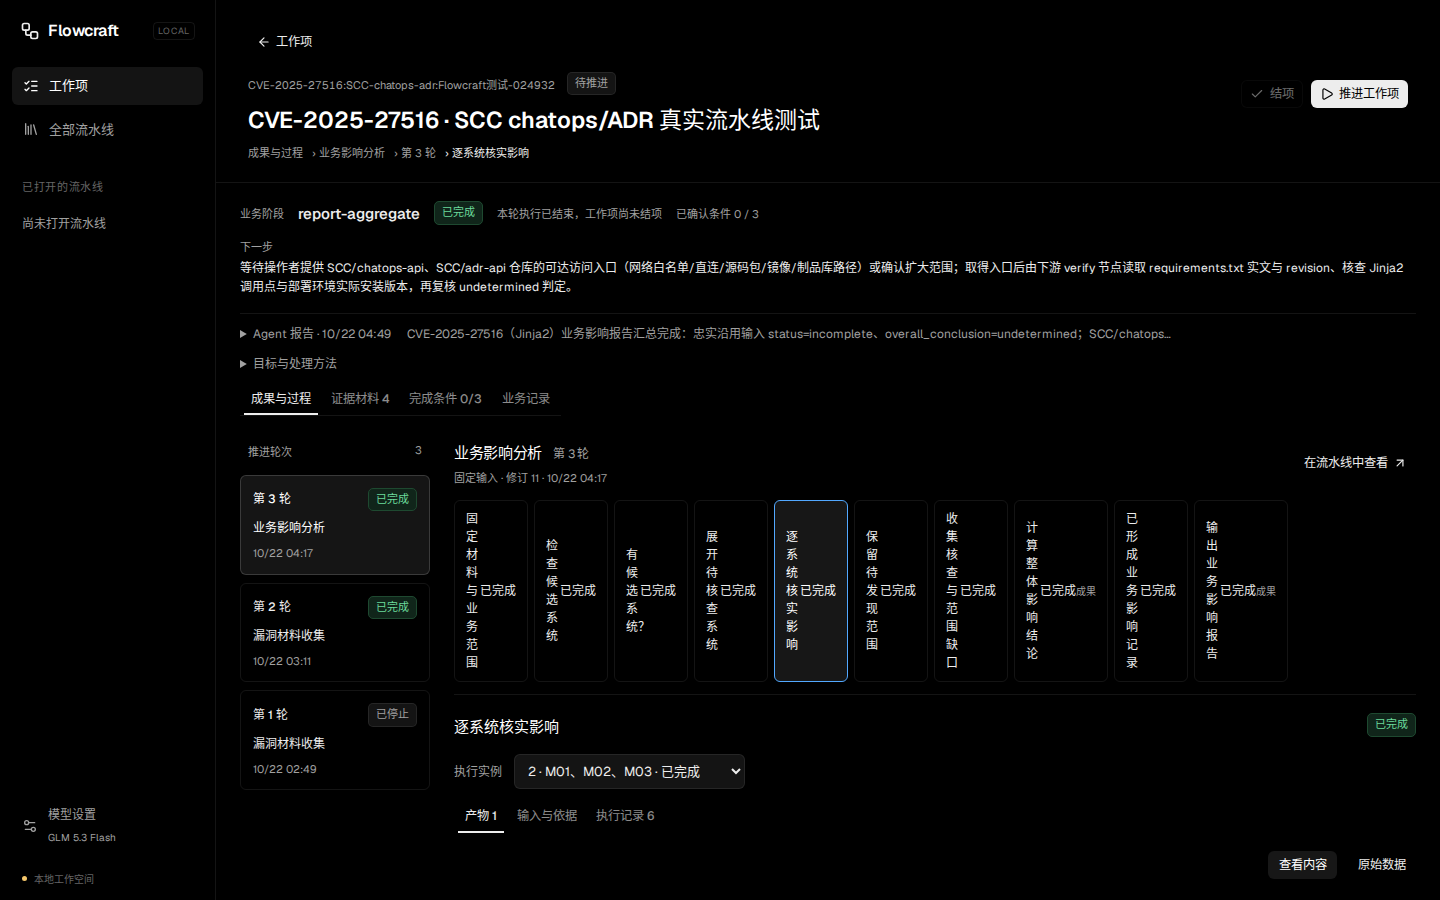 Flowcraft
LOCAL
工作项
全部流水线
已打开的流水线
尚未打开流水线
模型设置
GLM 5.3 Flash
本地工作空间
工作项
CVE-2025-27516:SCC-chatops-adr:Flowcraft测试-024932
待推进
CVE-2025-27516 · SCC chatops/ADR 真实流水线测试
成果与过程 › 业务影响分析 › 第 3 轮 › 逐系统核实影响
结项
推进工作项
业务阶段 report-aggregate 已完成 本轮执行已结束，工作项尚未结项 已确认条件 0 / 3
下一步
等待操作者提供 SCC/chatops-api、SCC/adr-api 仓库的可达访问入口（网络白名单/直连/源码包/镜像/制品库路径）或确认扩大范围；取得入口后由下游 verify 节点读取 requirements.txt 实文与 revision、核查 Jinja2
调用点与部署环境实际安装版本，再复核 undetermined 判定。
Agent 报告 · 10/22 04:49 CVE-2025-27516（Jinja2）业务影响报告汇总完成：忠实沿用输入 status=incomplete、overall_conclusion=undetermined；SCC/chatops…
目标与处理方法
成果与过程 证据材料 4 完成条件 0/3 业务记录
推进轮次 3
第 3 轮 已完成
业务影响分析
10/22 04:17
第 2 轮 已完成
漏洞材料收集
10/22 03:11
第 1 轮 已停止
漏洞材料收集
10/22 02:49
业务影响分析 第 3 轮
固定输入 · 修订 11 · 10/22 04:17
在流水线中查看
固定材料与业务范围 已完成
检查候选系统 已完成
有候选系统？ 已完成
展开待核查系统 已完成
逐系统核实影响 已完成
保留待发现范围 已完成
收集核查与范围缺口 已完成
计算整体影响结论 已完成 成果
已形成业务影响记录 已完成
输出业务影响报告 已完成 成果
逐系统核实影响
已完成
执行实例
2 · M01、M02、M03 · 已完成
产物 1 输入与依据 执行记录 6
查看内容 原始数据